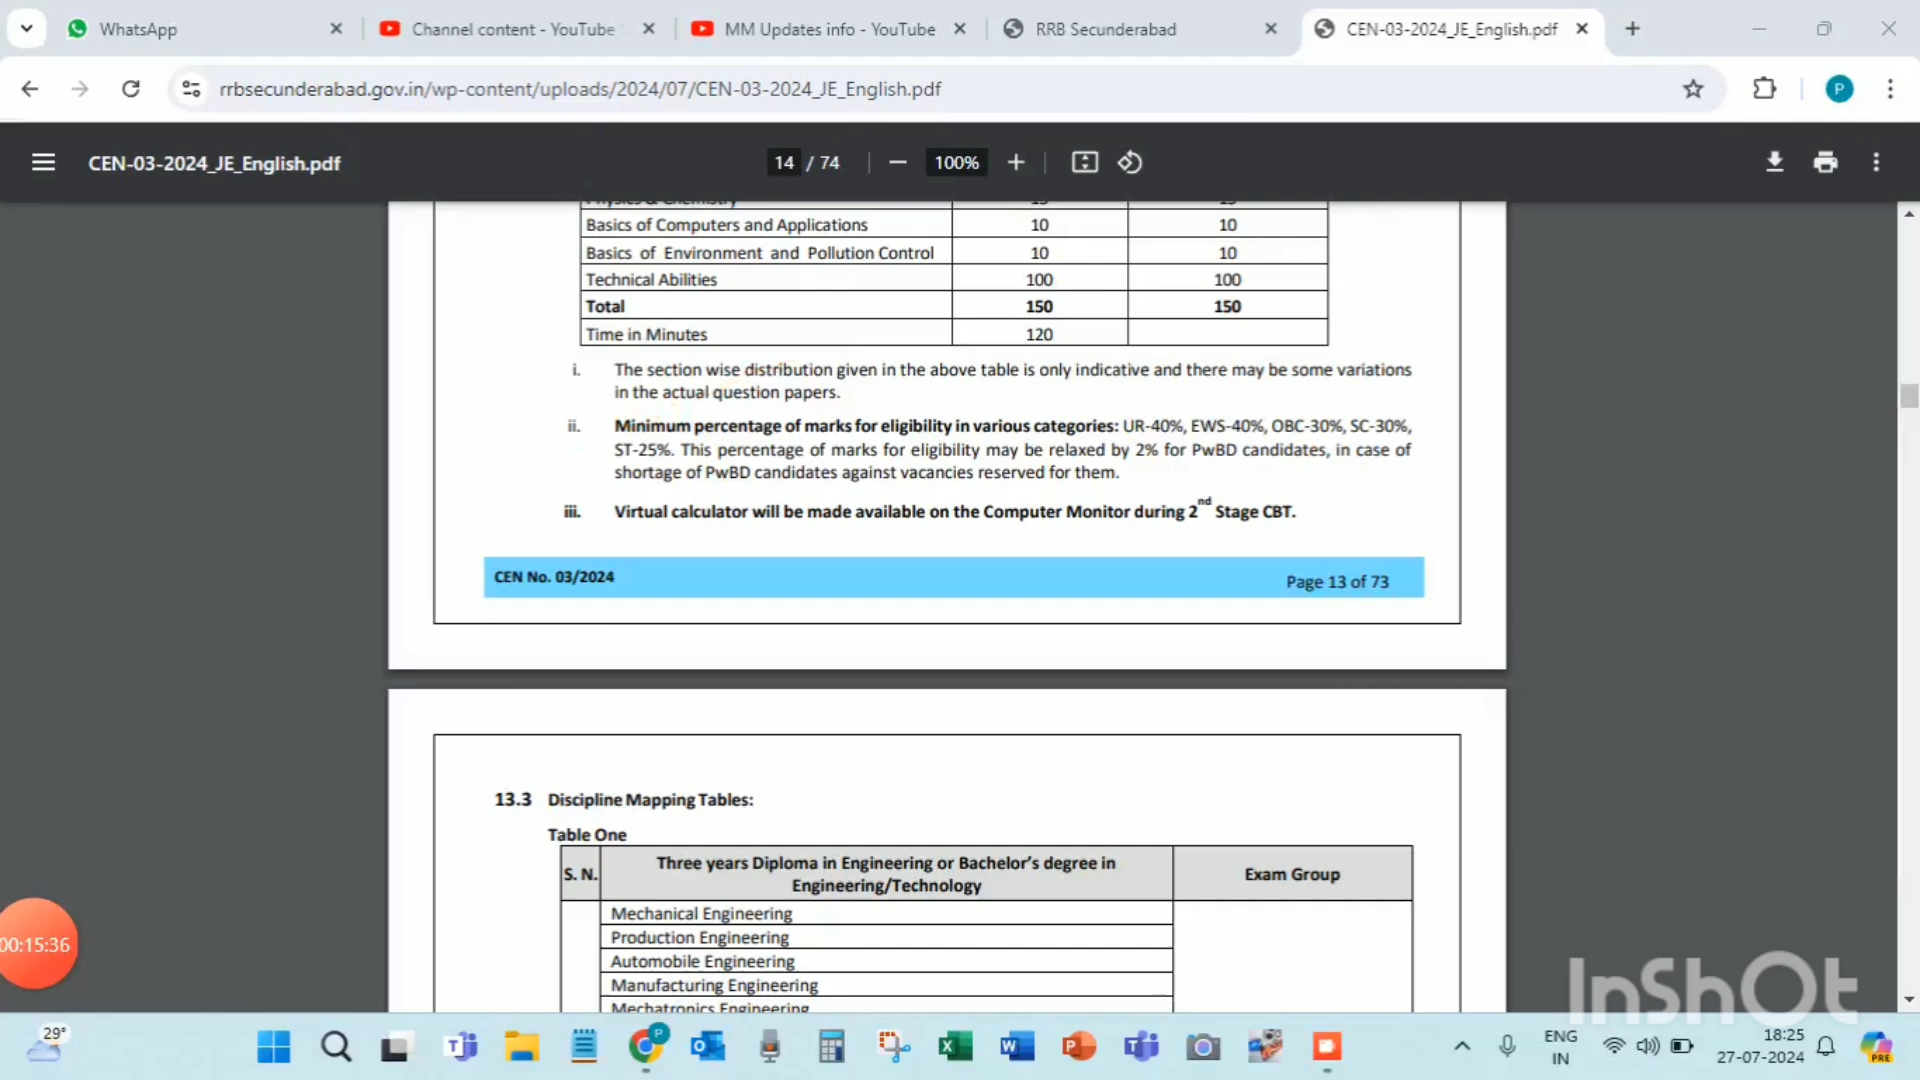 WhatsApp
Channel content - YouTube
MM Updates info - YouTube
RRB Secunderabad
CEN-03-2024_JE_English.pdf
rrbsecunderabad.gov.in/wp-content/uploads/2024/07/CEN-03-2024_JE_English.pdf
P
CEN-03-2024_JE_English.pdf
14 / 74
100%
Physics & Chemistry 15 15
Basics of Computers and Applications 10 10
Basics of Environment and Pollution Control 10 10
Technical Abilities 100 100
Total 150 150
Time in Minutes 120
i. The section wise distribution given in the above table is only indicative and there may be some variations
in the actual question papers.
ii. Minimum percentage of marks for eligibility in various categories: UR-40%, EWS-40%, OBC-30%, SC-30%,
ST-25%. This percentage of marks for eligibility may be relaxed by 2% for PwBD candidates, in case of
shortage of PwBD candidates against vacancies reserved for them.
iii. Virtual calculator will be made available on the Computer Monitor during 2nd Stage CBT.
CEN No. 03/2024
Page 13 of 73
13.3 Discipline Mapping Tables:
Table One
S. N.
Three years Diploma in Engineering or Bachelor's degree in
Engineering/Technology
Exam Group
Mechanical Engineering
Production Engineering
Automobile Engineering
Manufacturing Engineering
Mechatronics Engineering
00:15:36
InShOt
29°
ENG
IN
18:25
27-07-2024
PRE